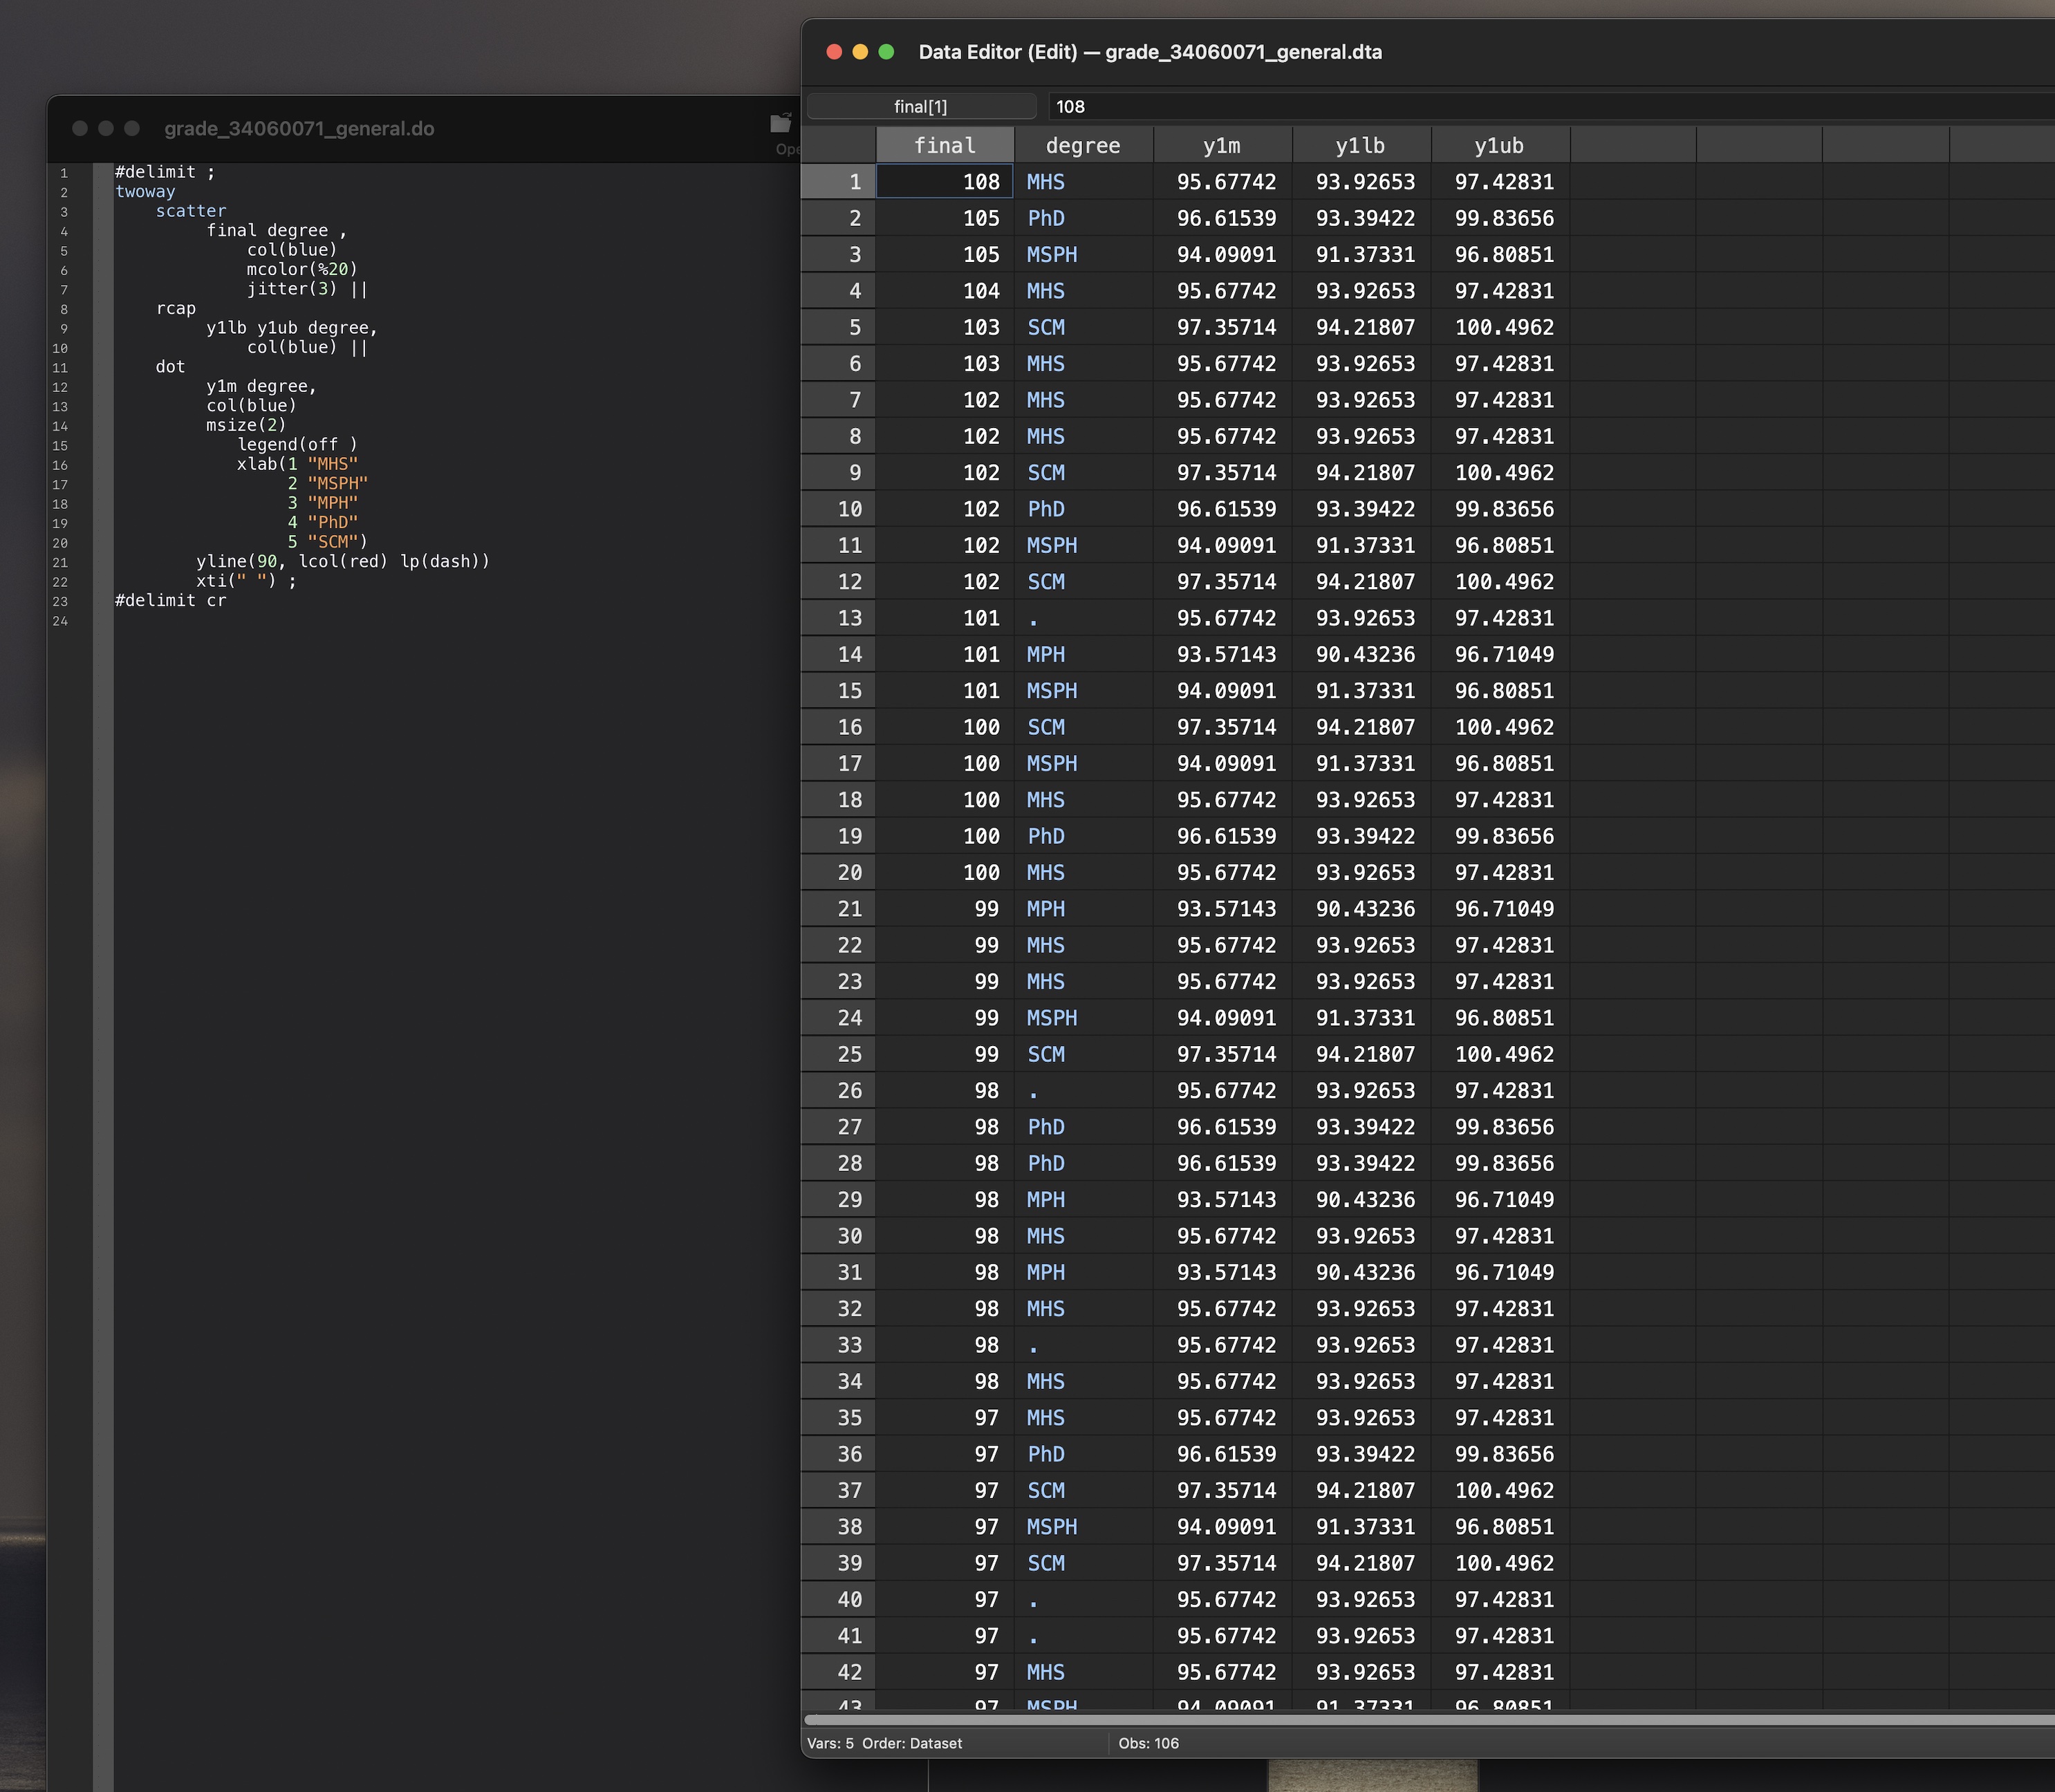 grade_34060071_general.do
Ope
1 #delimit ;
2 twoway
3 scatter
4 final degree ,
5 col(blue)
6 mcolor(%20)
7 jitter(3) ||
8 rcap
9 y1lb y1ub degree,
10 col(blue) ||
11 dot
12 y1m degree,
13 col(blue)
14 msize(2)
15 legend(off )
16 xlab(1 "MHS"
17 2 "MSPH"
18 3 "MPH"
19 4 "PhD"
20 5 "SCM")
21 yline(90, lcol(red) lp(dash))
22 xti(" ") ;
23 #delimit cr
24
Data Editor (Edit) — grade_34060071_general.dta
final[1] 108
final degree y1m y1lb y1ub
1 108 MHS 95.67742 93.92653 97.42831
2 105 PhD 96.61539 93.39422 99.83656
3 105 MSPH 94.09091 91.37331 96.80851
4 104 MHS 95.67742 93.92653 97.42831
5 103 SCM 97.35714 94.21807 100.4962
6 103 MHS 95.67742 93.92653 97.42831
7 102 MHS 95.67742 93.92653 97.42831
8 102 MHS 95.67742 93.92653 97.42831
9 102 SCM 97.35714 94.21807 100.4962
10 102 PhD 96.61539 93.39422 99.83656
11 102 MSPH 94.09091 91.37331 96.80851
12 102 SCM 97.35714 94.21807 100.4962
13 101 . 95.67742 93.92653 97.42831
14 101 MPH 93.57143 90.43236 96.71049
15 101 MSPH 94.09091 91.37331 96.80851
16 100 SCM 97.35714 94.21807 100.4962
17 100 MSPH 94.09091 91.37331 96.80851
18 100 MHS 95.67742 93.92653 97.42831
19 100 PhD 96.61539 93.39422 99.83656
20 100 MHS 95.67742 93.92653 97.42831
21 99 MPH 93.57143 90.43236 96.71049
22 99 MHS 95.67742 93.92653 97.42831
23 99 MHS 95.67742 93.92653 97.42831
24 99 MSPH 94.09091 91.37331 96.80851
25 99 SCM 97.35714 94.21807 100.4962
26 98 . 95.67742 93.92653 97.42831
27 98 PhD 96.61539 93.39422 99.83656
28 98 PhD 96.61539 93.39422 99.83656
29 98 MPH 93.57143 90.43236 96.71049
30 98 MHS 95.67742 93.92653 97.42831
31 98 MPH 93.57143 90.43236 96.71049
32 98 MHS 95.67742 93.92653 97.42831
33 98 . 95.67742 93.92653 97.42831
34 98 MHS 95.67742 93.92653 97.42831
35 97 MHS 95.67742 93.92653 97.42831
36 97 PhD 96.61539 93.39422 99.83656
37 97 SCM 97.35714 94.21807 100.4962
38 97 MSPH 94.09091 91.37331 96.80851
39 97 SCM 97.35714 94.21807 100.4962
40 97 . 95.67742 93.92653 97.42831
41 97 . 95.67742 93.92653 97.42831
42 97 MHS 95.67742 93.92653 97.42831
43 97 MSPH 94.09091 91.37331 96.80851
Vars: 5 Order: Dataset Obs: 106